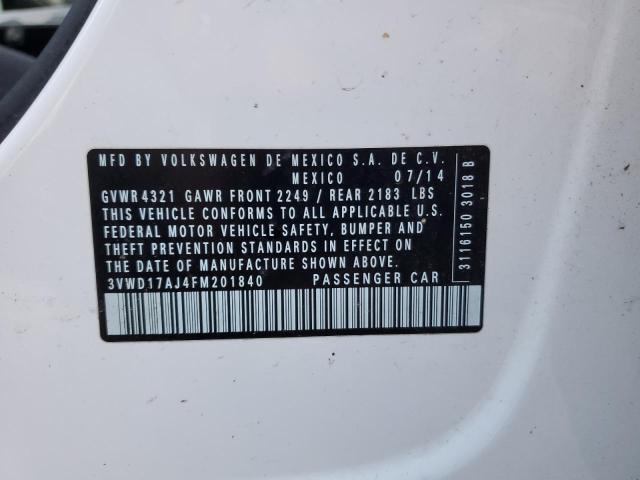 MFD BY VOLKSWAGEN DE MEXICO S.A. DE C.V.
MEXICO 07/14
GVWR 4321 GAWR FRONT 2249 / REAR 2183 LBS
THIS VEHICLE CONFORMS TO ALL APPLICABLE U.S.
FEDERAL MOTOR VEHICLE SAFETY, BUMPER AND
THEFT PREVENTION STANDARDS IN EFFECT ON
THE DATE OF MANUFACTURE SHOWN ABOVE.
3VWD17AJ4FM201840 PASSENGER CAR
3116150 3018 B